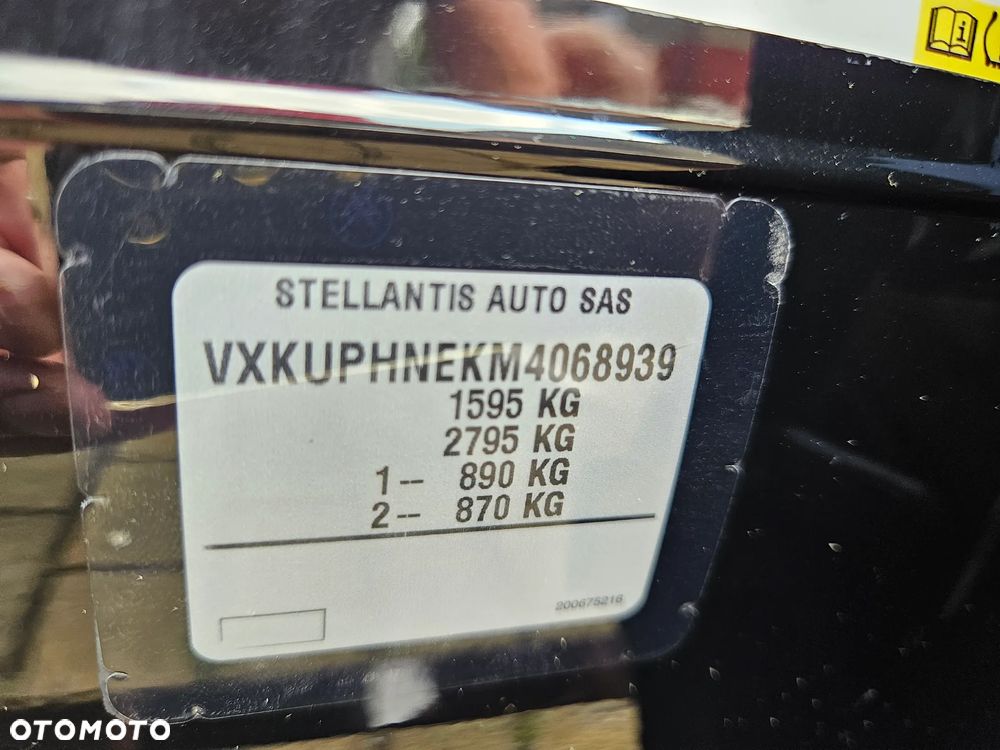 STELLANTIS AUTO SAS
VXKUPHNEKM4068939
1595 KG
2795 KG
1-- 890 KG
2-- 870 KG
200675216
OTOMOTO